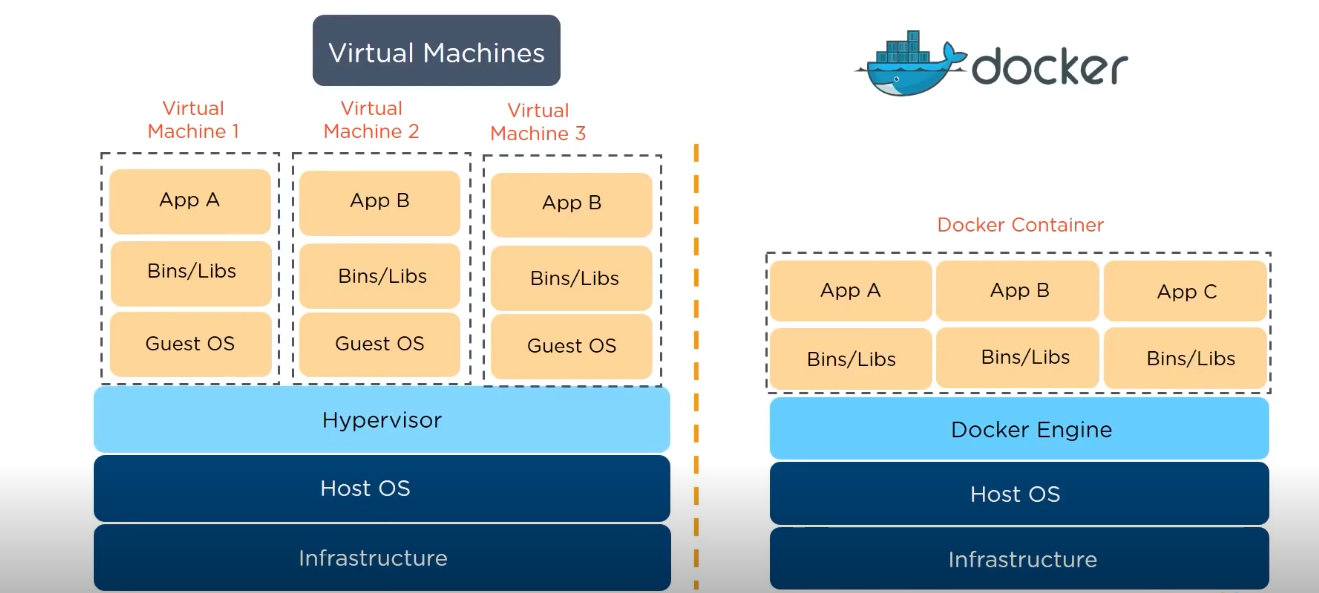 Virtual Machines
docker
Virtual
Machine 1
Virtual
Machine 2
Virtual
Machine 3
App A
App B
App B
Bins/Libs
Bins/Libs
Bins/Libs
Guest OS
Guest OS
Guest OS
Hypervisor
Host OS
Infrastructure
Docker Container
App A
App B
App C
Bins/Libs
Bins/Libs
Bins/Libs
Docker Engine
Host OS
Infrastructure